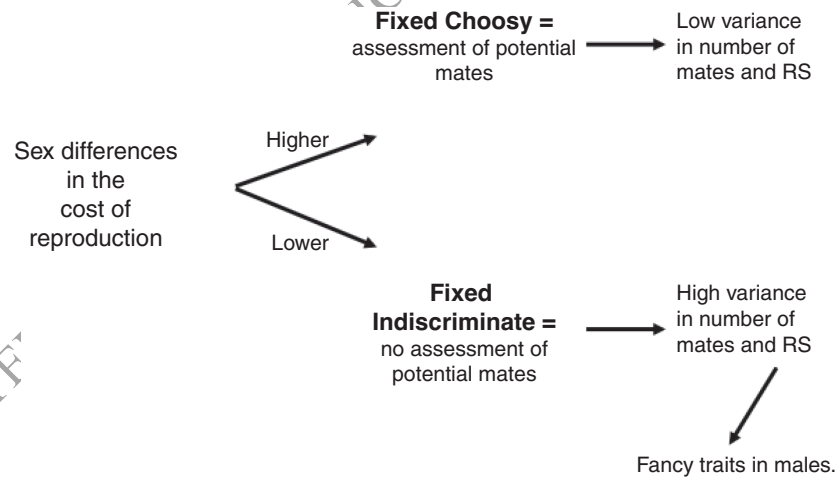 Fixed Choosy =
assessment of potential
mates
Low variance
in number of
mates and RS
Sex differences
in the
cost of
reproduction
Higher
Lower
Fixed
Indiscriminate =
no assessment of
potential mates
High variance
in number of
mates and RS
Fancy traits in males.